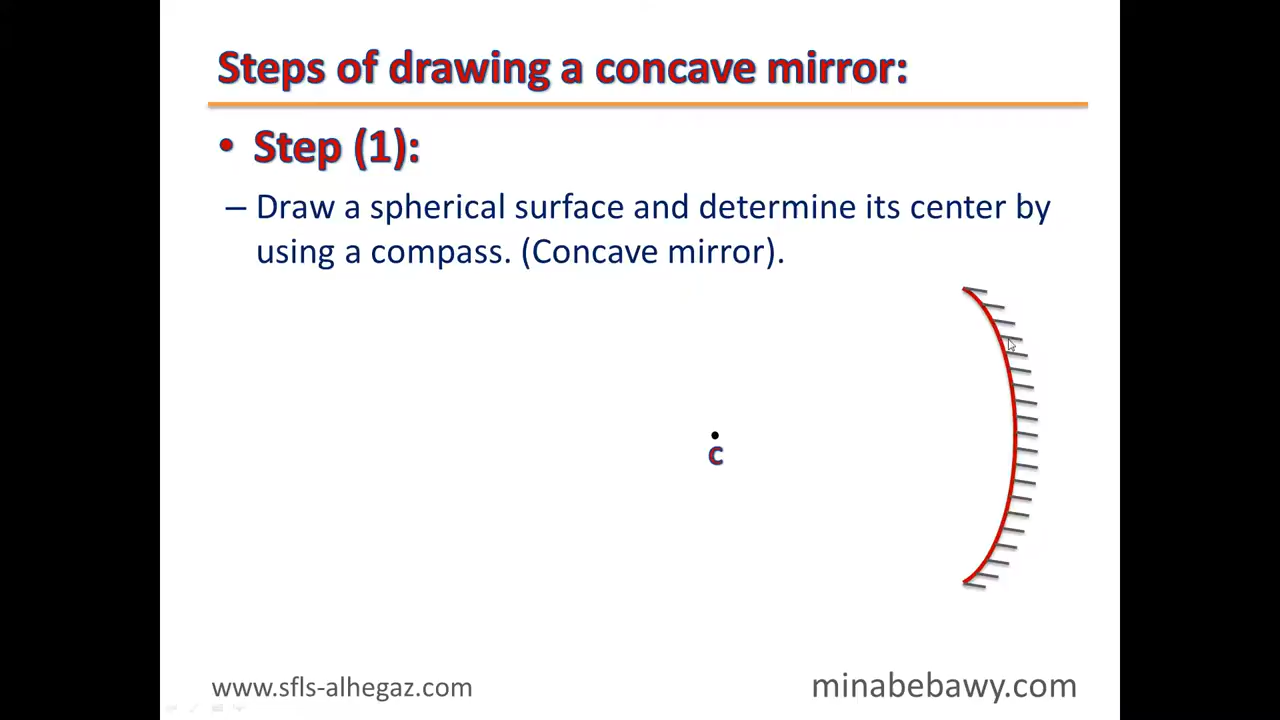 Steps of drawing a concave mirror:
• Step (1):
– Draw a spherical surface and determine its center by
using a compass. (Concave mirror).
c
www.sfls-alhegaz.com
minabebawy.com